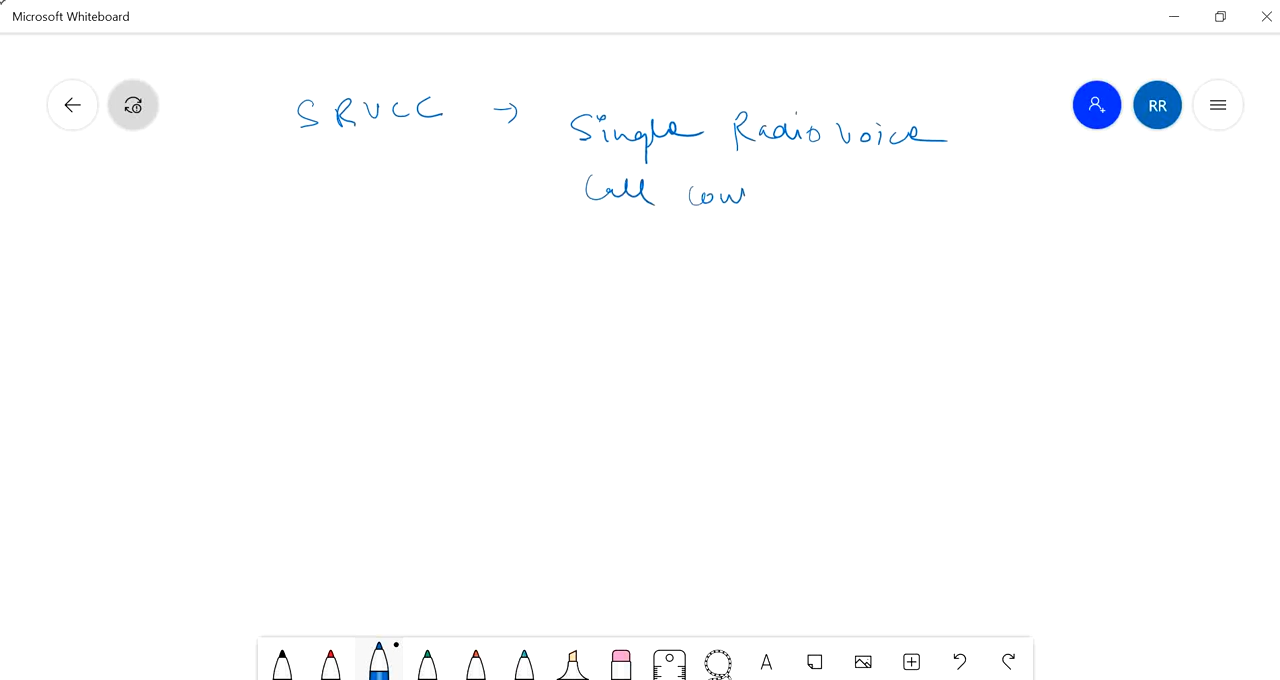 Microsoft Whiteboard
SRVCC → Single Radio Voice
Call con
RR
A